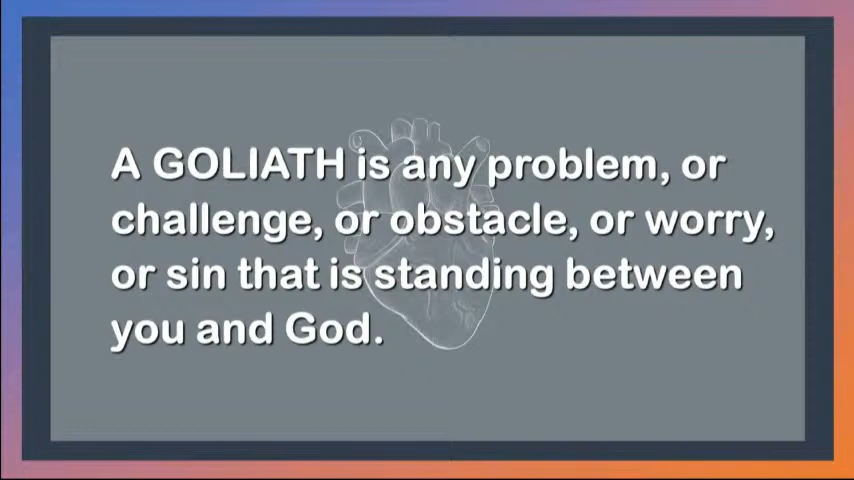 A GOLIATH is any problem, or
challenge, or obstacle, or worry,
or sin that is standing between
you and God.